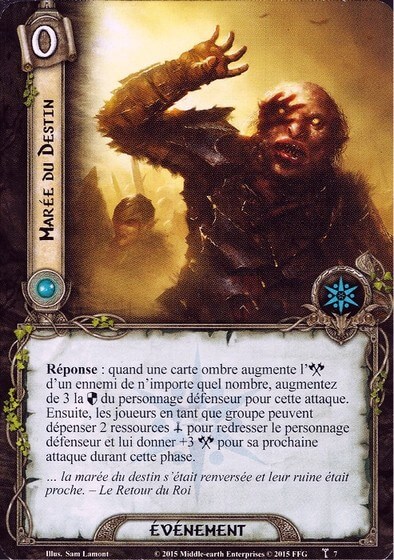 0
MARÉE DU DESTIN
Réponse : quand une carte ombre augmente l'
d'un ennemi de n'importe quel nombre, augmentez
de 3 la du personnage défenseur pour cette attaque.
Ensuite, les joueurs en tant que groupe peuvent
dépenser 2 ressources pour redresser le personnage
défenseur et lui donner +3 pour sa prochaine
attaque durant cette phase.
... la marée du destin s'était renversée et leur ruine était
proche. – Le Retour du Roi
ÉVÉNEMENT
Illus. Sam Lamont © 2015 Middle-earth Enterprises © 2015 FFG 7